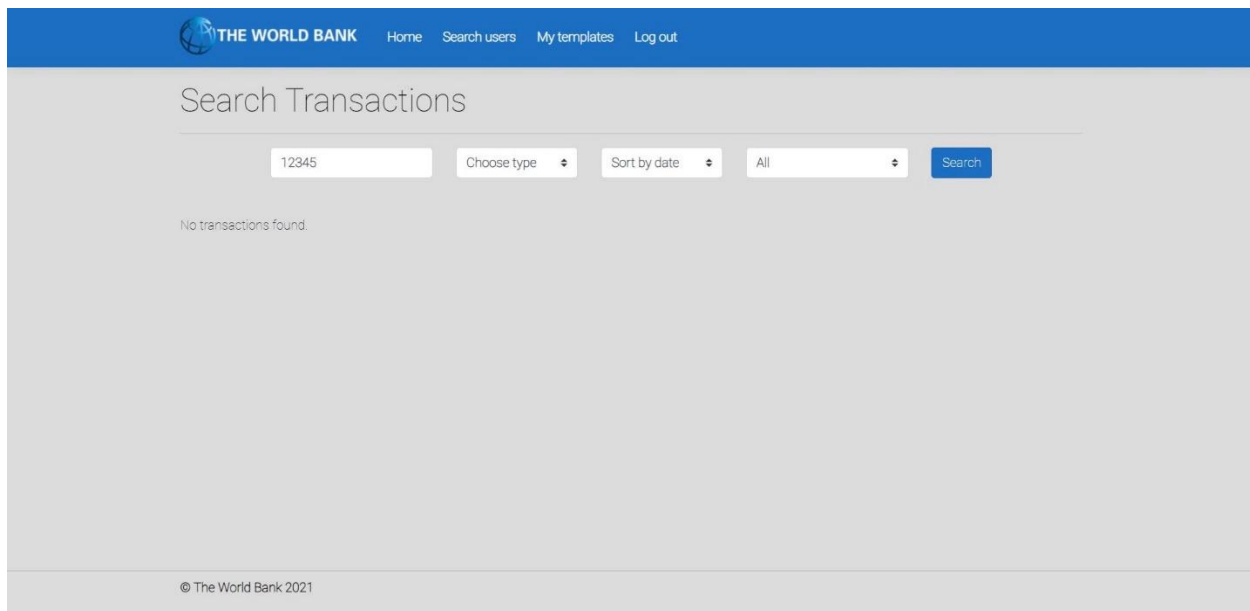 THE WORLD BANK Home Search users My templates Log out
Search Transactions
12345 Choose type Sort by date All Search
No transactions found.
© The World Bank 2021